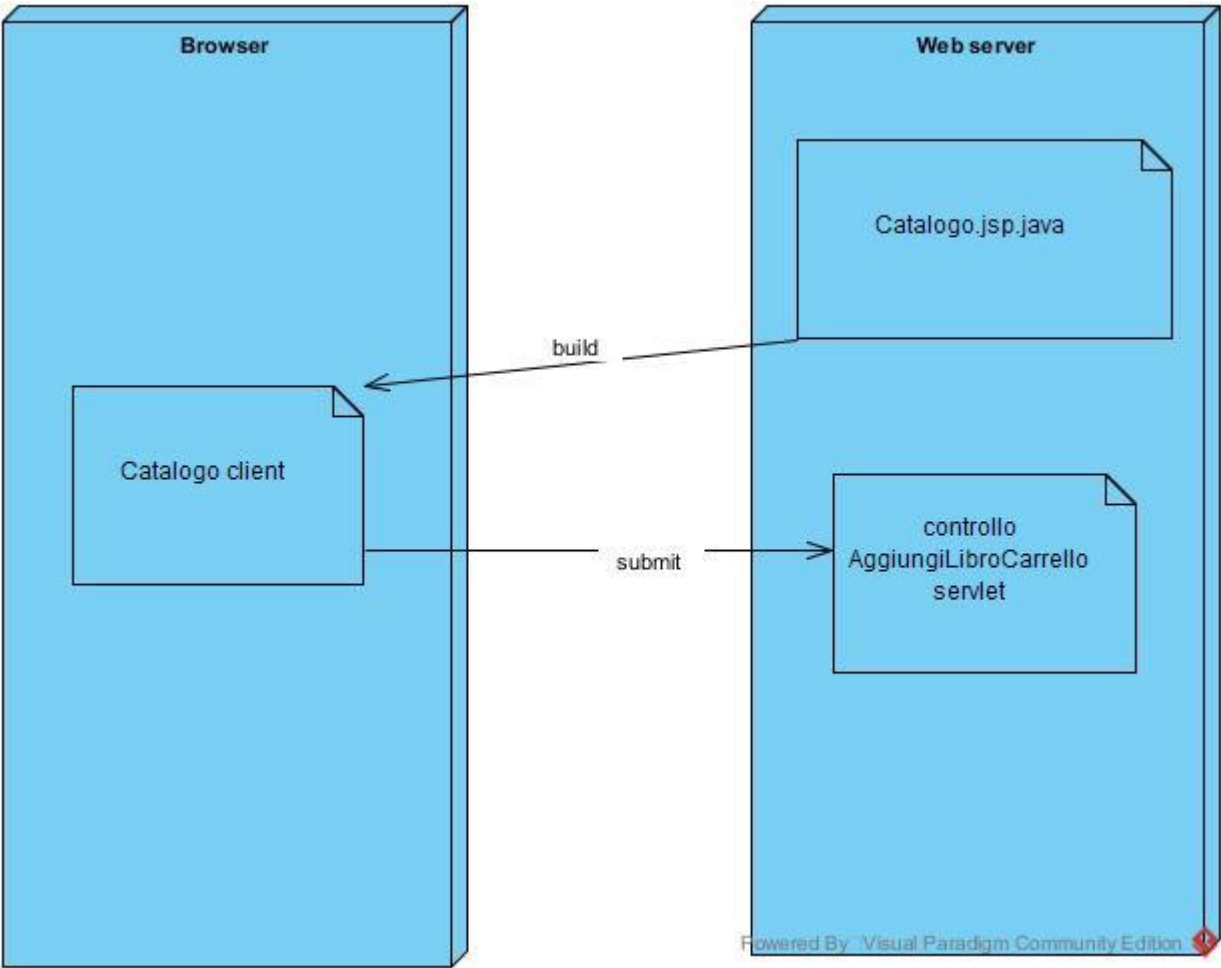 Browser
Web server
Catalogo.jsp.java
build
Catalogo client
submit
controllo
AggiungiLibroCarrello
servlet
Powered By Visual Paradigm Community Edition